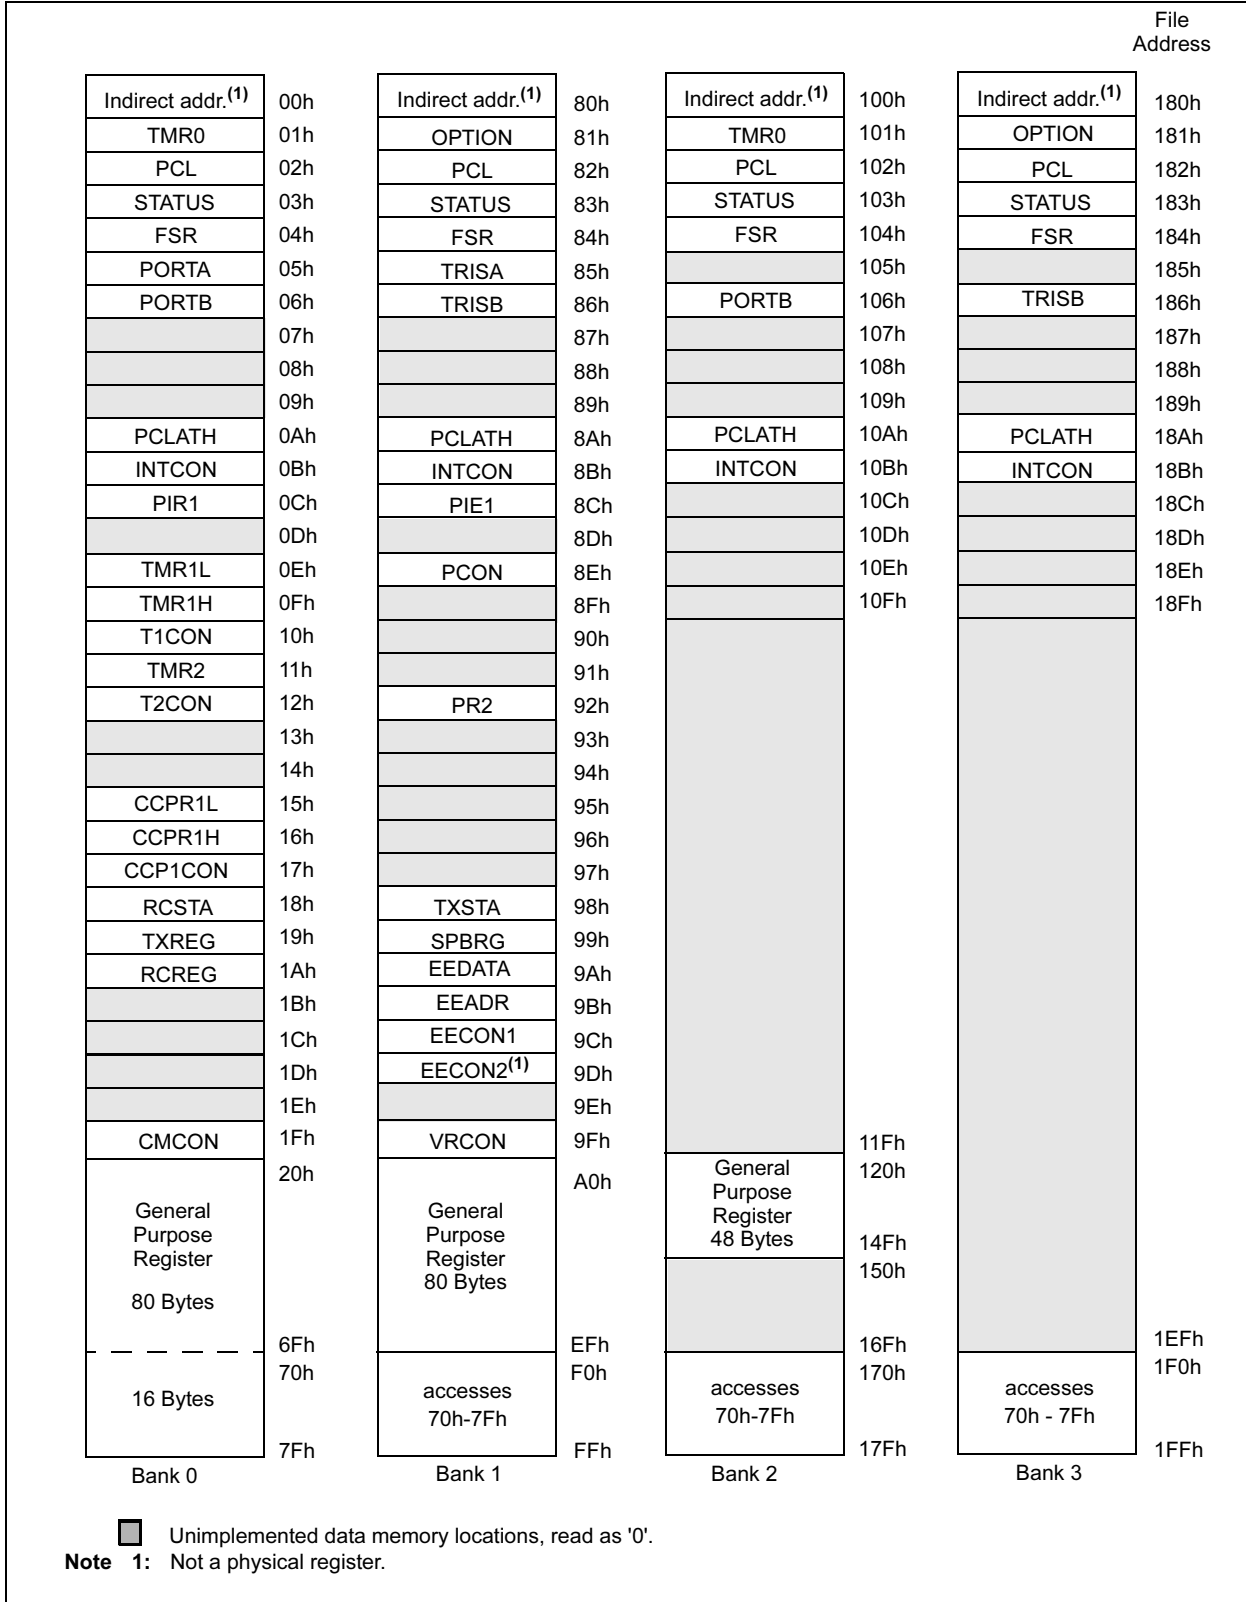 File
Address
Indirect addr.(1) 00h Indirect addr.(1) 80h Indirect addr.(1) 100h Indirect addr.(1) 180h
TMR0 01h OPTION 81h TMR0 101h OPTION 181h
PCL 02h PCL 82h PCL 102h PCL 182h
STATUS 03h STATUS 83h STATUS 103h STATUS 183h
FSR 04h FSR 84h FSR 104h FSR 184h
PORTA 05h TRISA 85h 105h 185h
PORTB 06h TRISB 86h PORTB 106h TRISB 186h
07h 87h 107h 187h
08h 88h 108h 188h
09h 89h 109h 189h
PCLATH 0Ah PCLATH 8Ah PCLATH 10Ah PCLATH 18Ah
INTCON 0Bh INTCON 8Bh INTCON 10Bh INTCON 18Bh
PIR1 0Ch PIE1 8Ch 10Ch 18Ch
0Dh 8Dh 10Dh 18Dh
TMR1L 0Eh PCON 8Eh 10Eh 18Eh
TMR1H 0Fh 8Fh 10Fh 18Fh
T1CON 10h 90h
TMR2 11h 91h
T2CON 12h PR2 92h
13h 93h
14h 94h
CCPR1L 15h 95h
CCPR1H 16h 96h
CCP1CON 17h 97h
RCSTA 18h TXSTA 98h
TXREG 19h SPBRG 99h
RCREG 1Ah EEDATA 9Ah
1Bh EEADR 9Bh
1Ch EECON1 9Ch
1Dh EECON2(1) 9Dh
1Eh 9Eh
CMCON 1Fh VRCON 9Fh 11Fh
20h A0h General 120h
General General Purpose
Purpose Purpose Register
Register Register 48 Bytes 14Fh
80 Bytes 80 Bytes 150h
6Fh EFh 16Fh 1EFh
70h F0h 170h 1F0h
16 Bytes accesses accesses accesses
70h-7Fh 70h-7Fh 70h - 7Fh
7Fh FFh 17Fh 1FFh
Bank 0 Bank 1 Bank 2 Bank 3
Unimplemented data memory locations, read as '0'.
Note 1: Not a physical register.